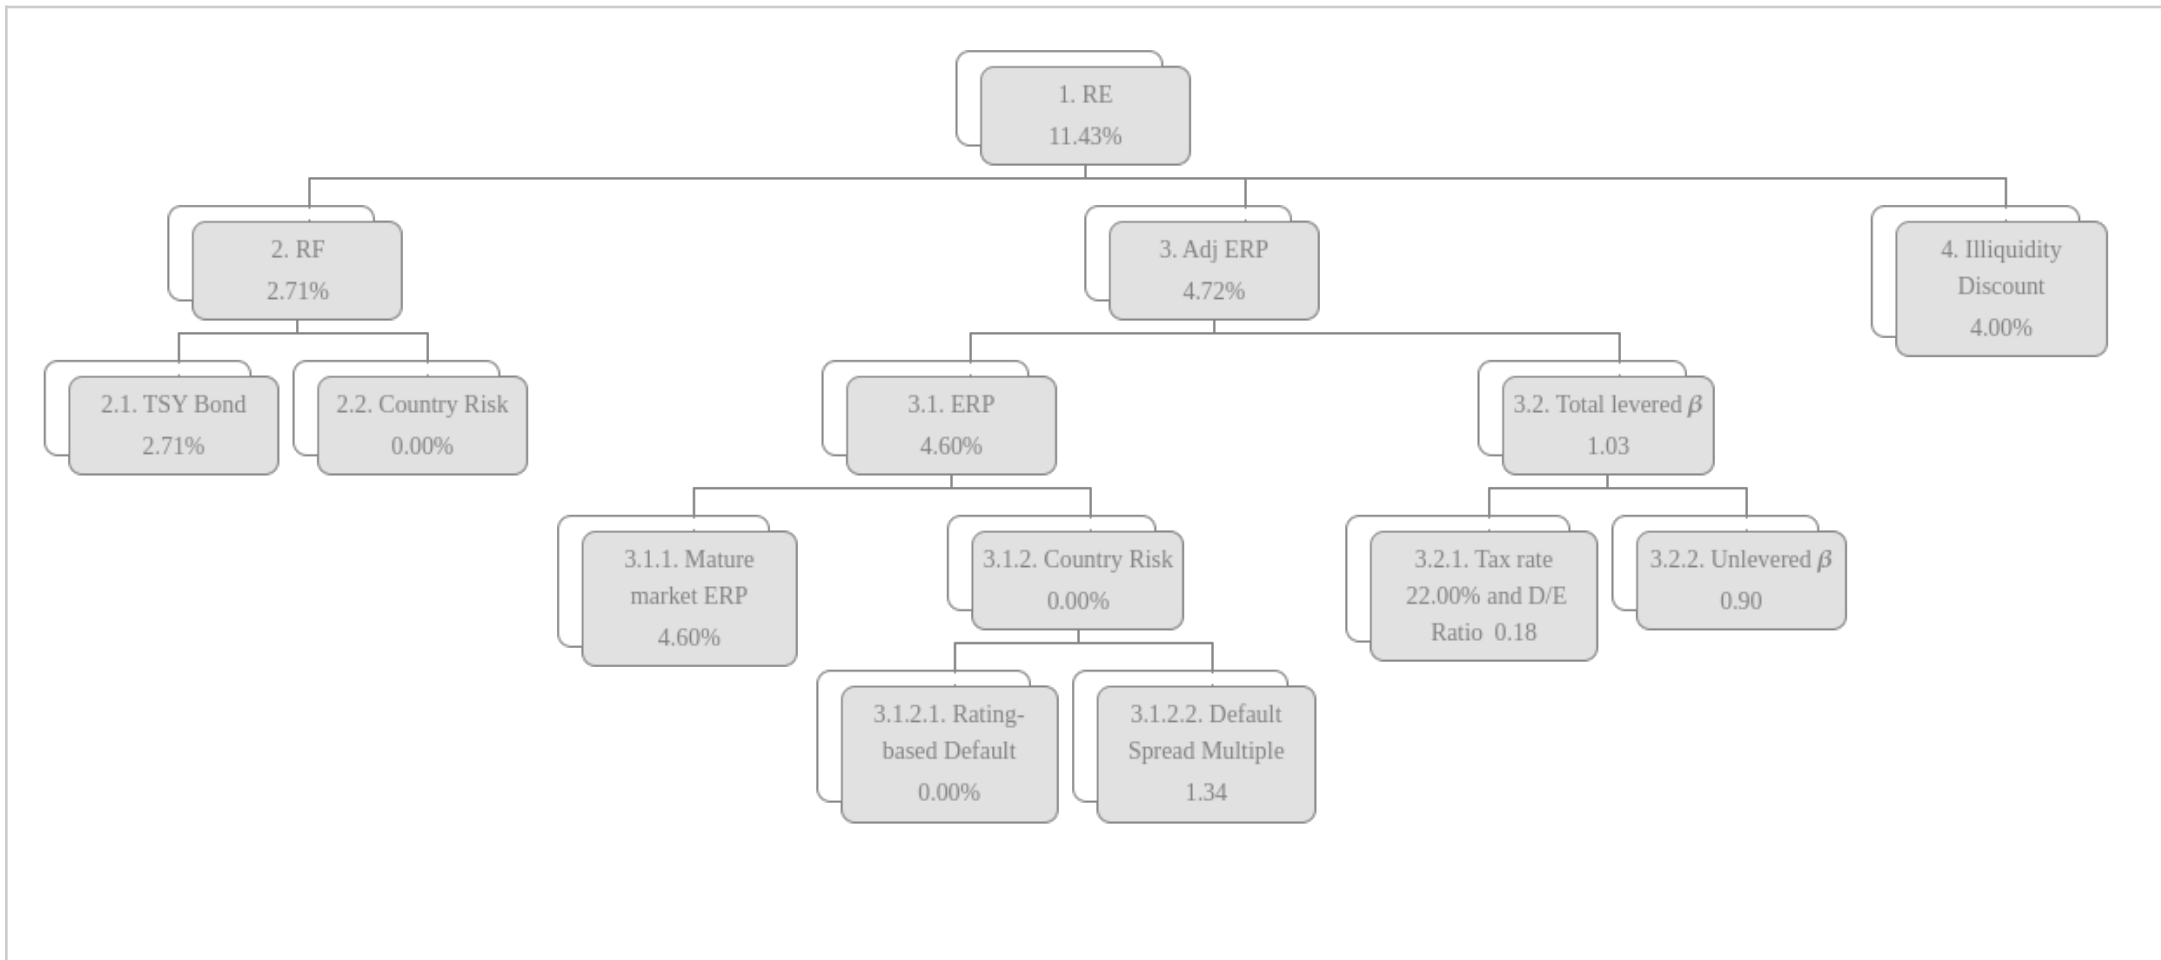 1. RE
11.43%
2. RF
2.71%
3. Adj ERP
4.72%
4. Illiquidity
Discount
4.00%
2.1. TSY Bond
2.71%
2.2. Country Risk
0.00%
3.1. ERP
4.60%
3.2. Total levered β
1.03
3.1.1. Mature
market ERP
4.60%
3.1.2. Country Risk
0.00%
3.2.1. Tax rate
22.00% and D/E
Ratio 0.18
3.2.2. Unlevered β
0.90
3.1.2.1. Rating-
based Default
0.00%
3.1.2.2. Default
Spread Multiple
1.34